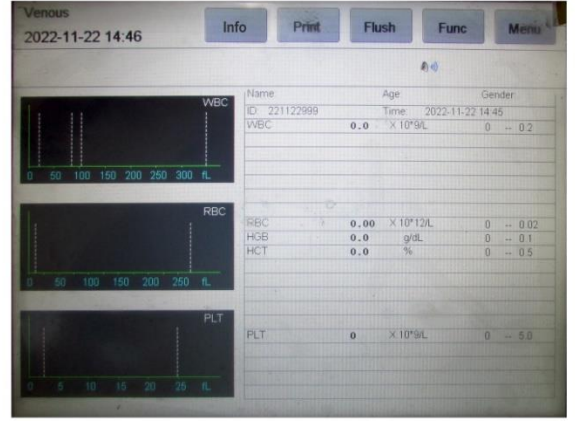 Venous
2022-11-22 14:46
Info Print Flush Func Menu
Name: Age: Gender:
ID: 221122999 Time: 2022-11-22 14:45
WBC 0.0 X 10*9/L 0 -- 0.2
RBC 0.00 X 10*12/L 0 -- 0.02
HGB 0.0 g/dL 0 -- 0.1
HCT 0.0 % 0 -- 0.5
PLT 0 X 10*9/L 0 -- 5.0
WBC
0 50 100 150 200 250 300 fL
RBC
0 50 100 150 200 250 fL
PLT
0 5 10 15 20 25 fL